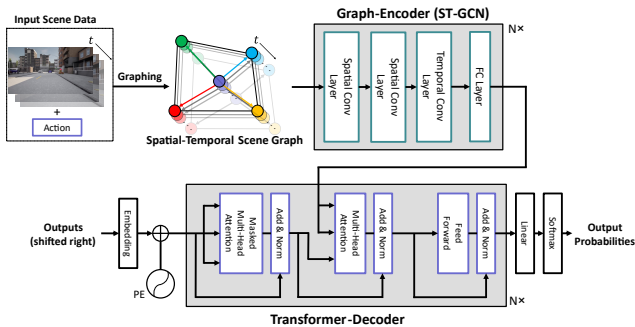 Input Scene Data
t
+
Action
Graphing
t
Spatial-Temporal Scene Graph
Graph-Encoder (ST-GCN)
N×
Spatial Conv
Layer
Spatial Conv
Layer
Temporal Conv
Layer
FC Layer
Outputs
(shifted right)
Embedding
PE
Masked
Multi-Head
Attention
Add & Norm
Multi-Head
Attention
Add & Norm
Feed
Forward
Add & Norm
N×
Linear
Softmax
Output
Probabilities
Transformer-Decoder